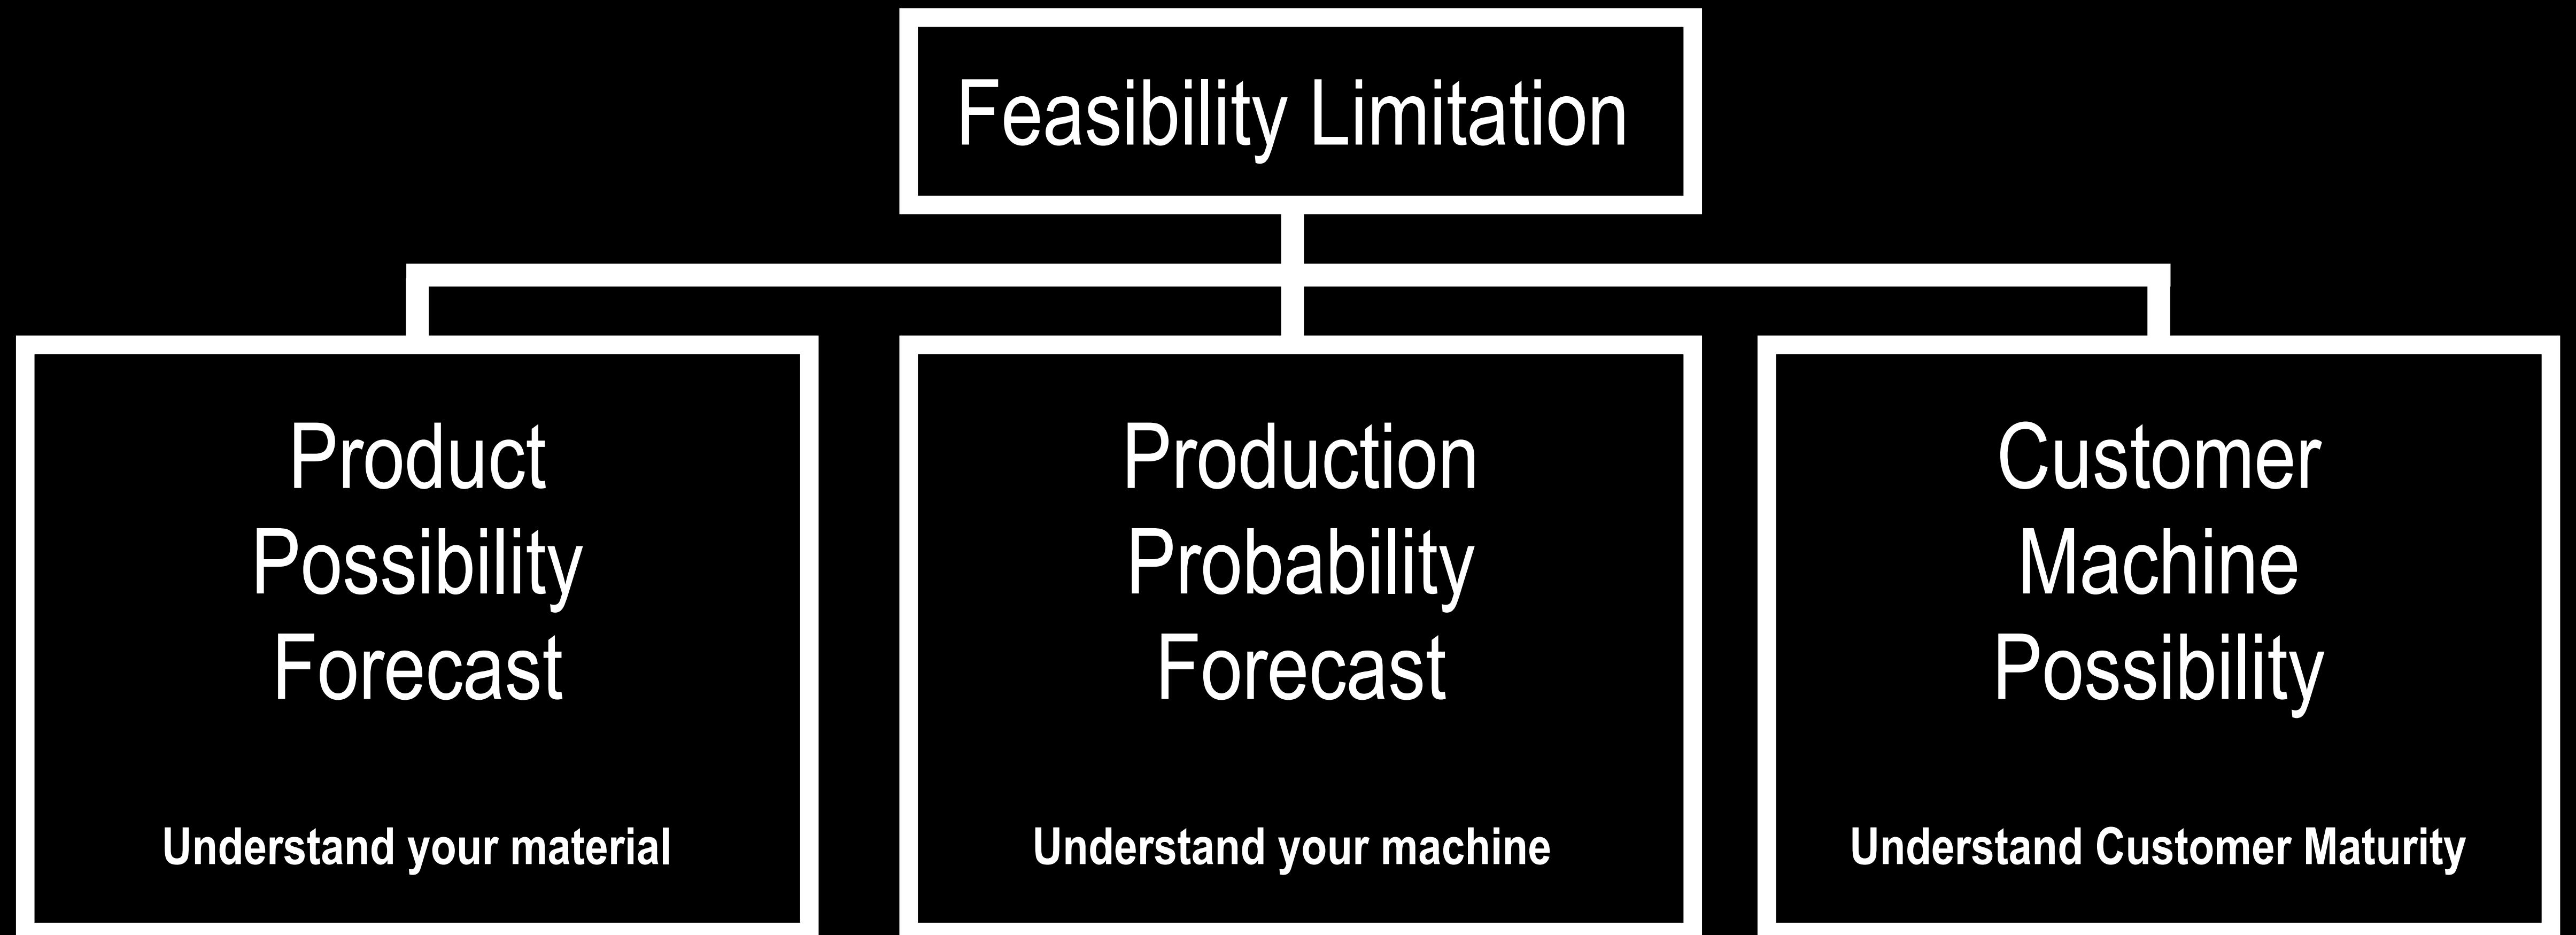 Feasibility Limitation
Product
Possibility
Forecast
Understand your material
Production
Probability
Forecast
Understand your machine
Customer
Machine
Possibility
Understand Customer Maturity